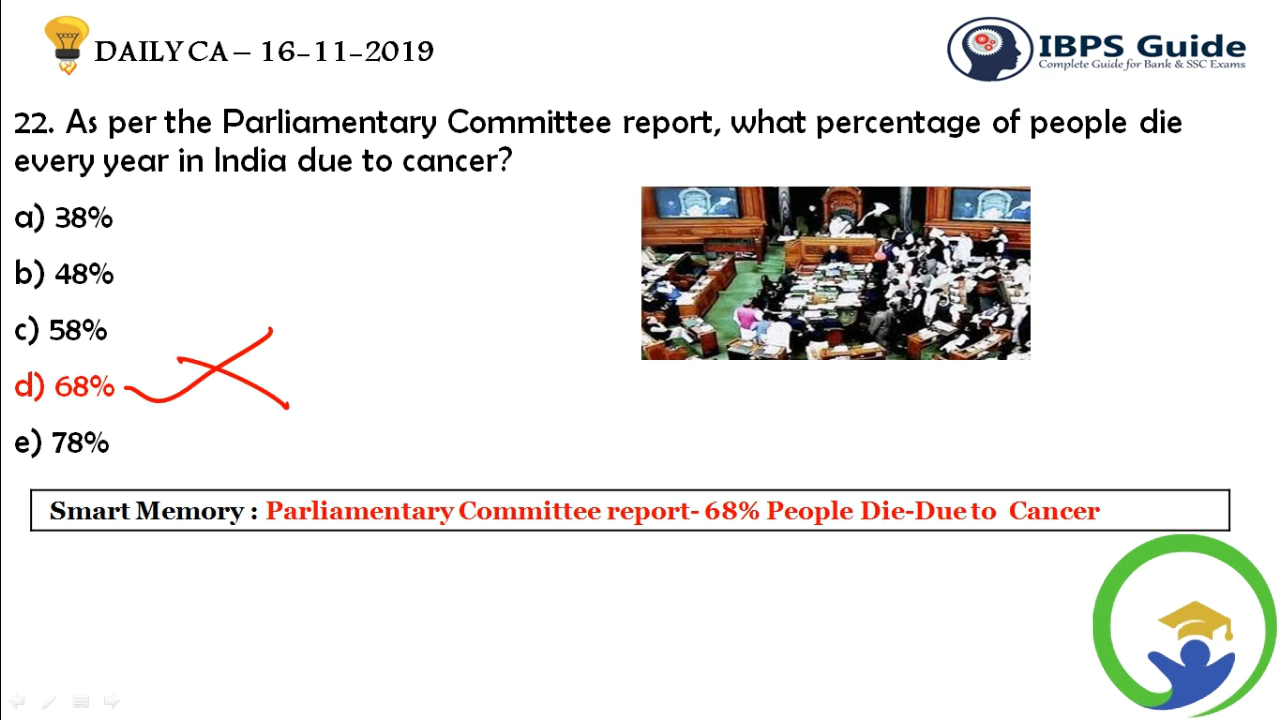 DAILY CA – 16-11-2019
IBPS Guide
Complete Guide for Bank & SSC Exams
22. As per the Parliamentary Committee report, what percentage of people die
every year in India due to cancer?
a) 38%
b) 48%
c) 58%
d) 68%
e) 78%
Smart Memory : Parliamentary Committee report- 68% People Die-Due to Cancer